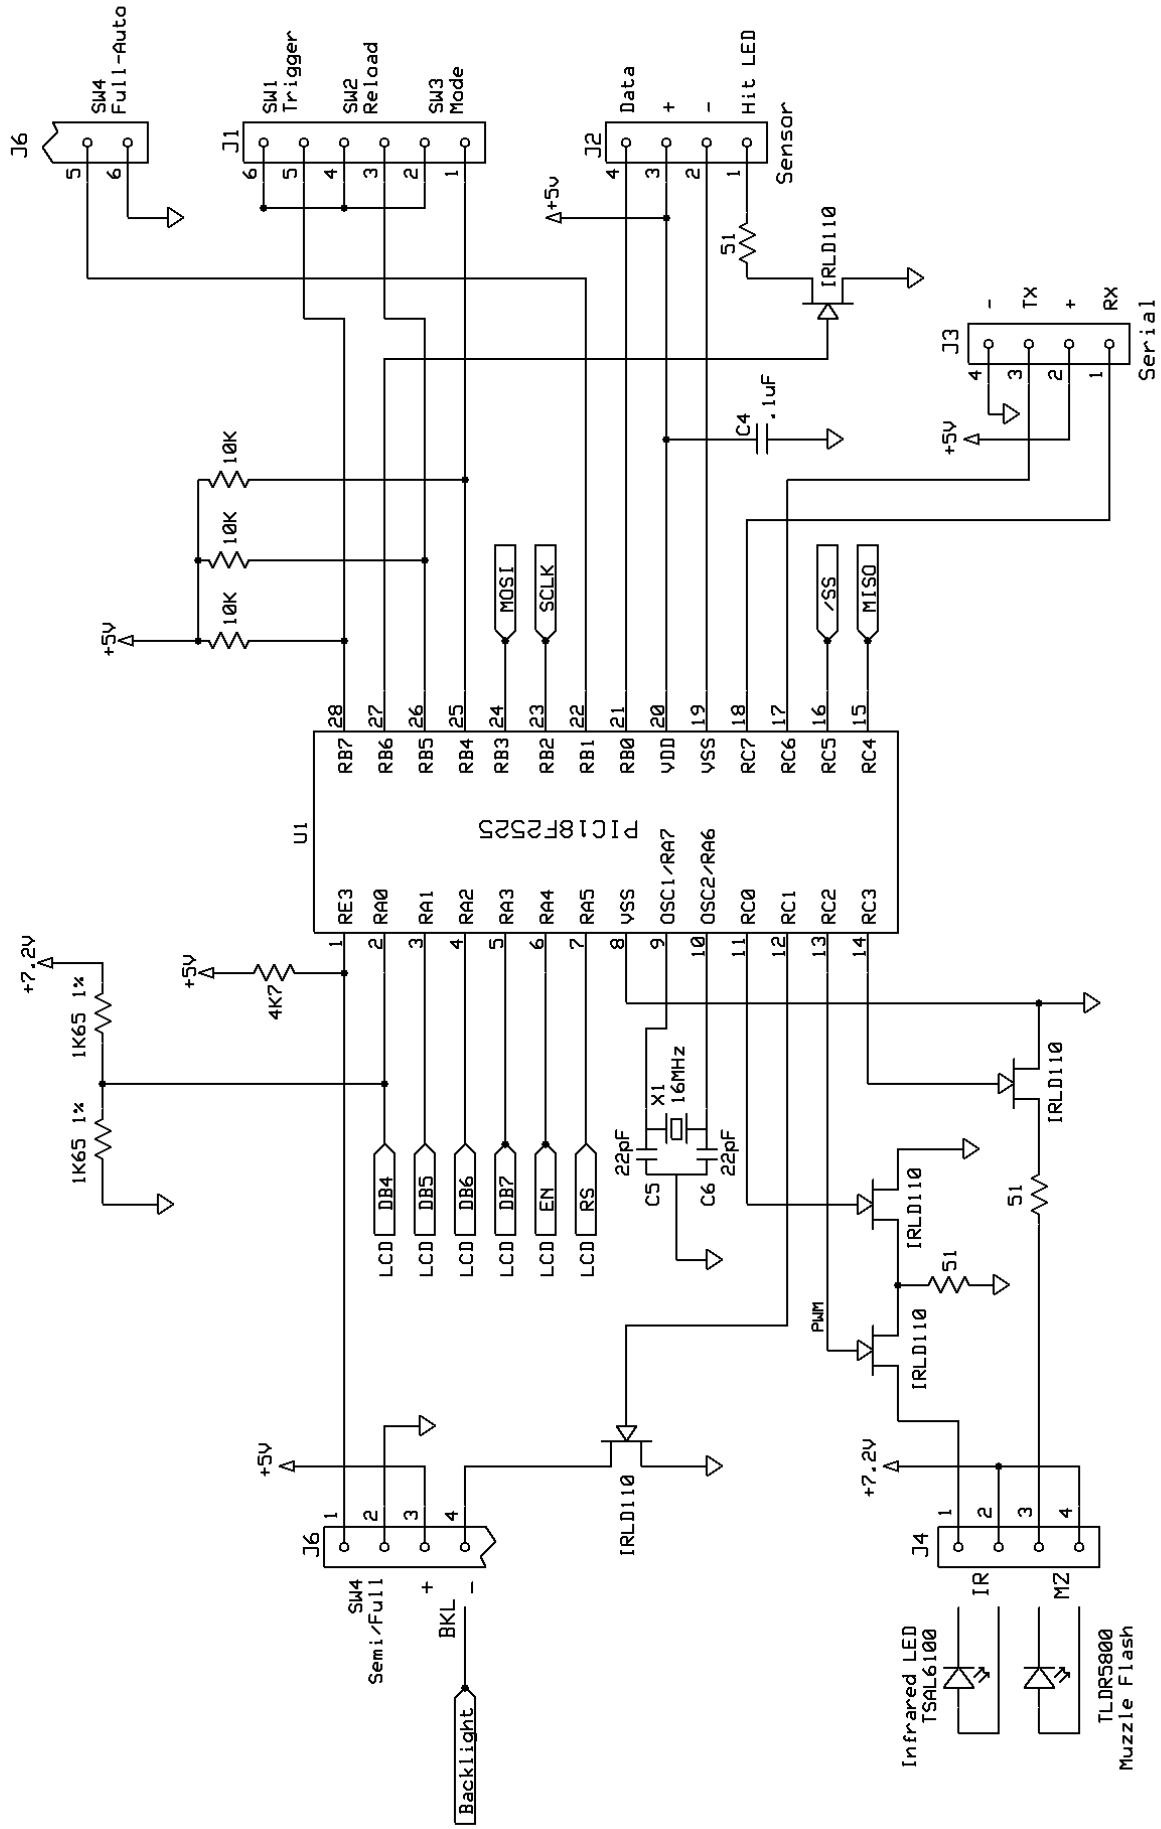 J6
SW4
Full-Auto
5
6
J1
SW1
Trigger
SW2
Reload
SW3
Mode
6
5
4
3
2
1
J2
Data
+
-
Hit LED
Sensor
4
3
2
1
+5v
51
IRLD110
J3
-
TX
+
RX
Serial
4
3
2
1
+5V
C4
.1uF
10K
10K
10K
+5V
MOSI
SCLK
/SS
MISO
28
27
26
25
24
23
22
21
20
19
18
17
16
15
RB7
RB6
RB5
RB4
RB3
RB2
RB1
RB0
VDD
VSS
RC7
RC6
RC5
RC4
U1
PIC18F2525
RE3
RA0
RA1
RA2
RA3
RA4
RA5
VSS
OSC1/RA7
OSC2/RA6
RC0
RC1
RC2
RC3
1
2
3
4
5
6
7
8
9
10
11
12
13
14
+7.2V
1K65 1%
1K65 1%
+5V
4K7
LCD DB4
LCD DB5
LCD DB6
LCD DB7
LCD EN
LCD RS
22pF
C5
X1
16MHz
C6
22pF
IRLD110
51
IRLD110
51
PWM
IRLD110
IRLD110
+5V
J6
1
2
3
4
SW4
Semi/Full
+
-
BKL
Backlight
+7.2V
J4
1
2
3
4
IR
MZ
Infrared LED
TSAL6100
TLDR5800
Muzzle Flash